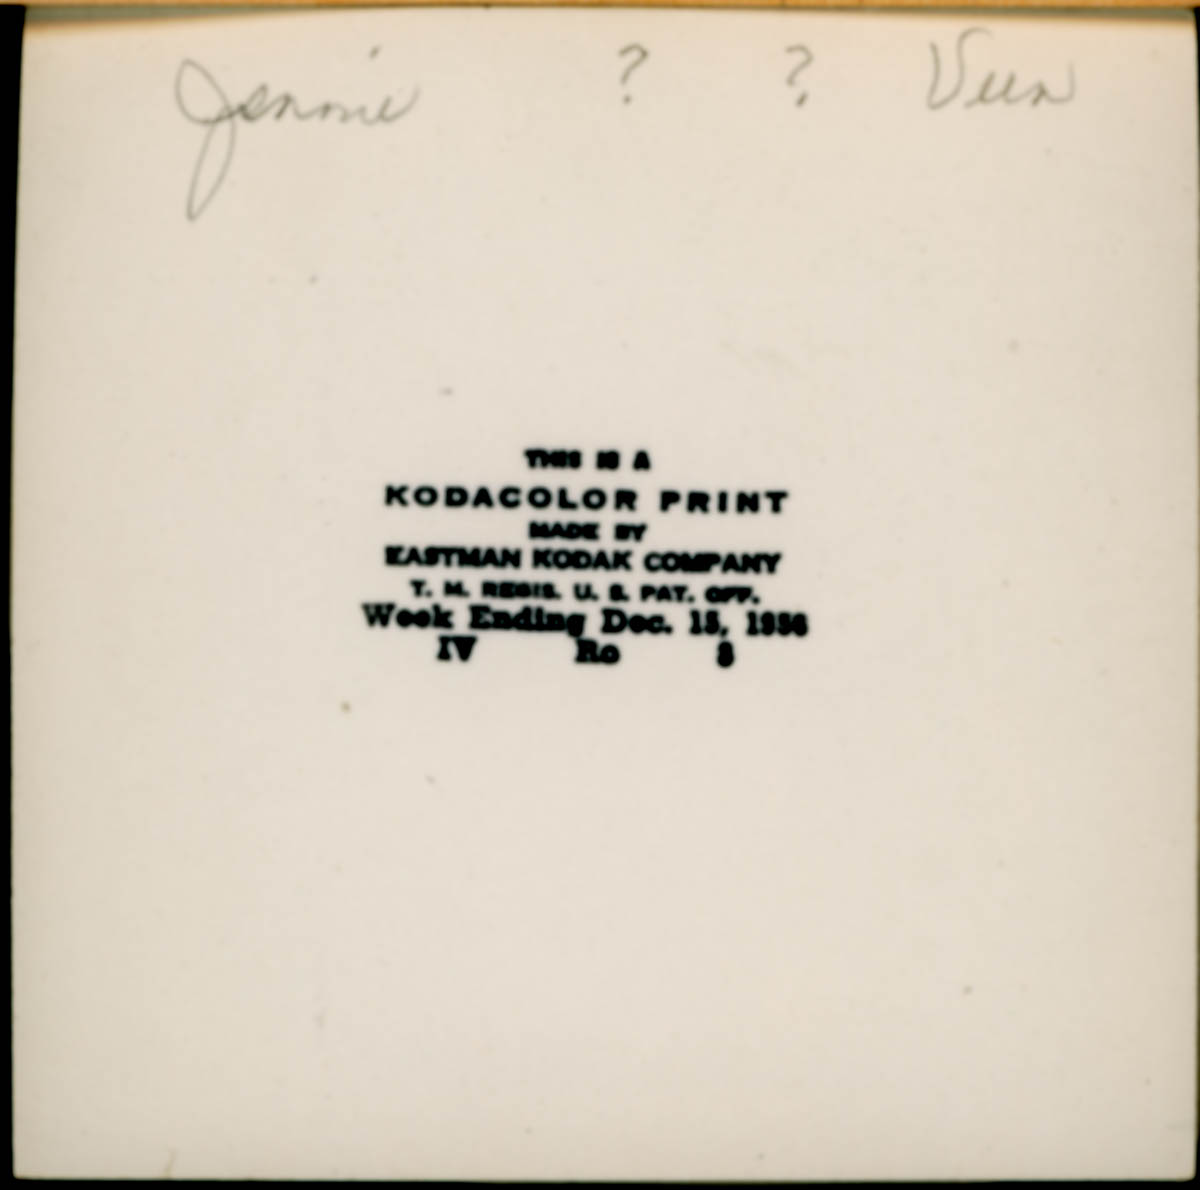 Jennie ? ? Veen
THIS IS A
KODACOLOR PRINT
MADE BY
EASTMAN KODAK COMPANY
T. M. REGIS. U. S. PAT. OFF.
Week Ending Dec. 15, 1956
IV Ro 8